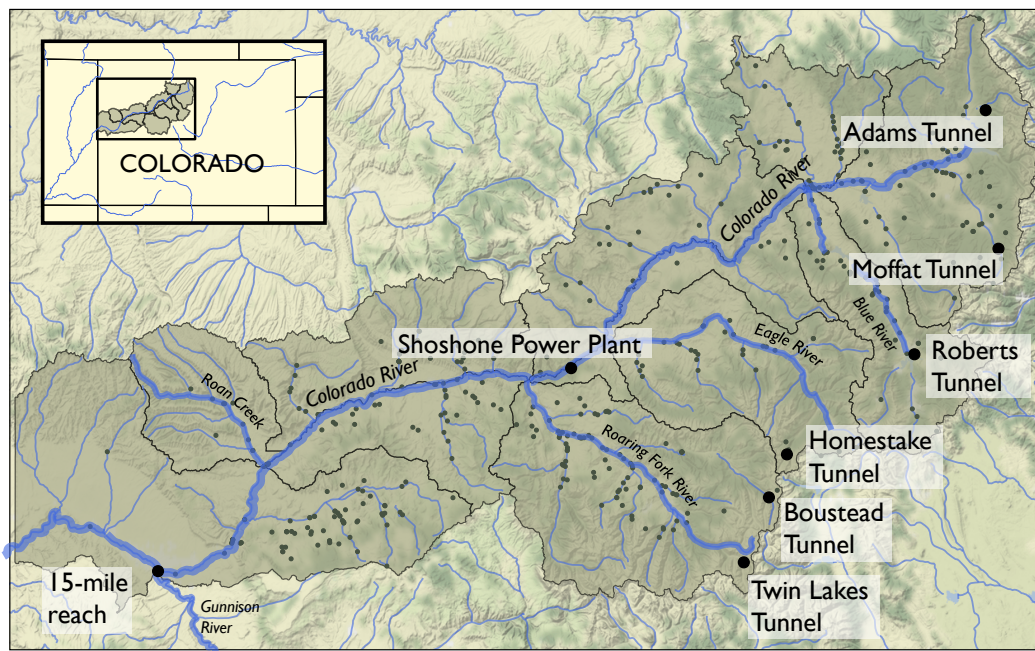 COLORADO
Adams Tunnel
Colorado River
Moffat Tunnel
Blue River
Shoshone Power Plant
Eagle River
Roberts
Tunnel
Colorado River
Roan Creek
Roaring Fork River
Homestake
Tunnel
Boustead
Tunnel
15-mile
reach
Twin Lakes
Tunnel
Gunnison
River